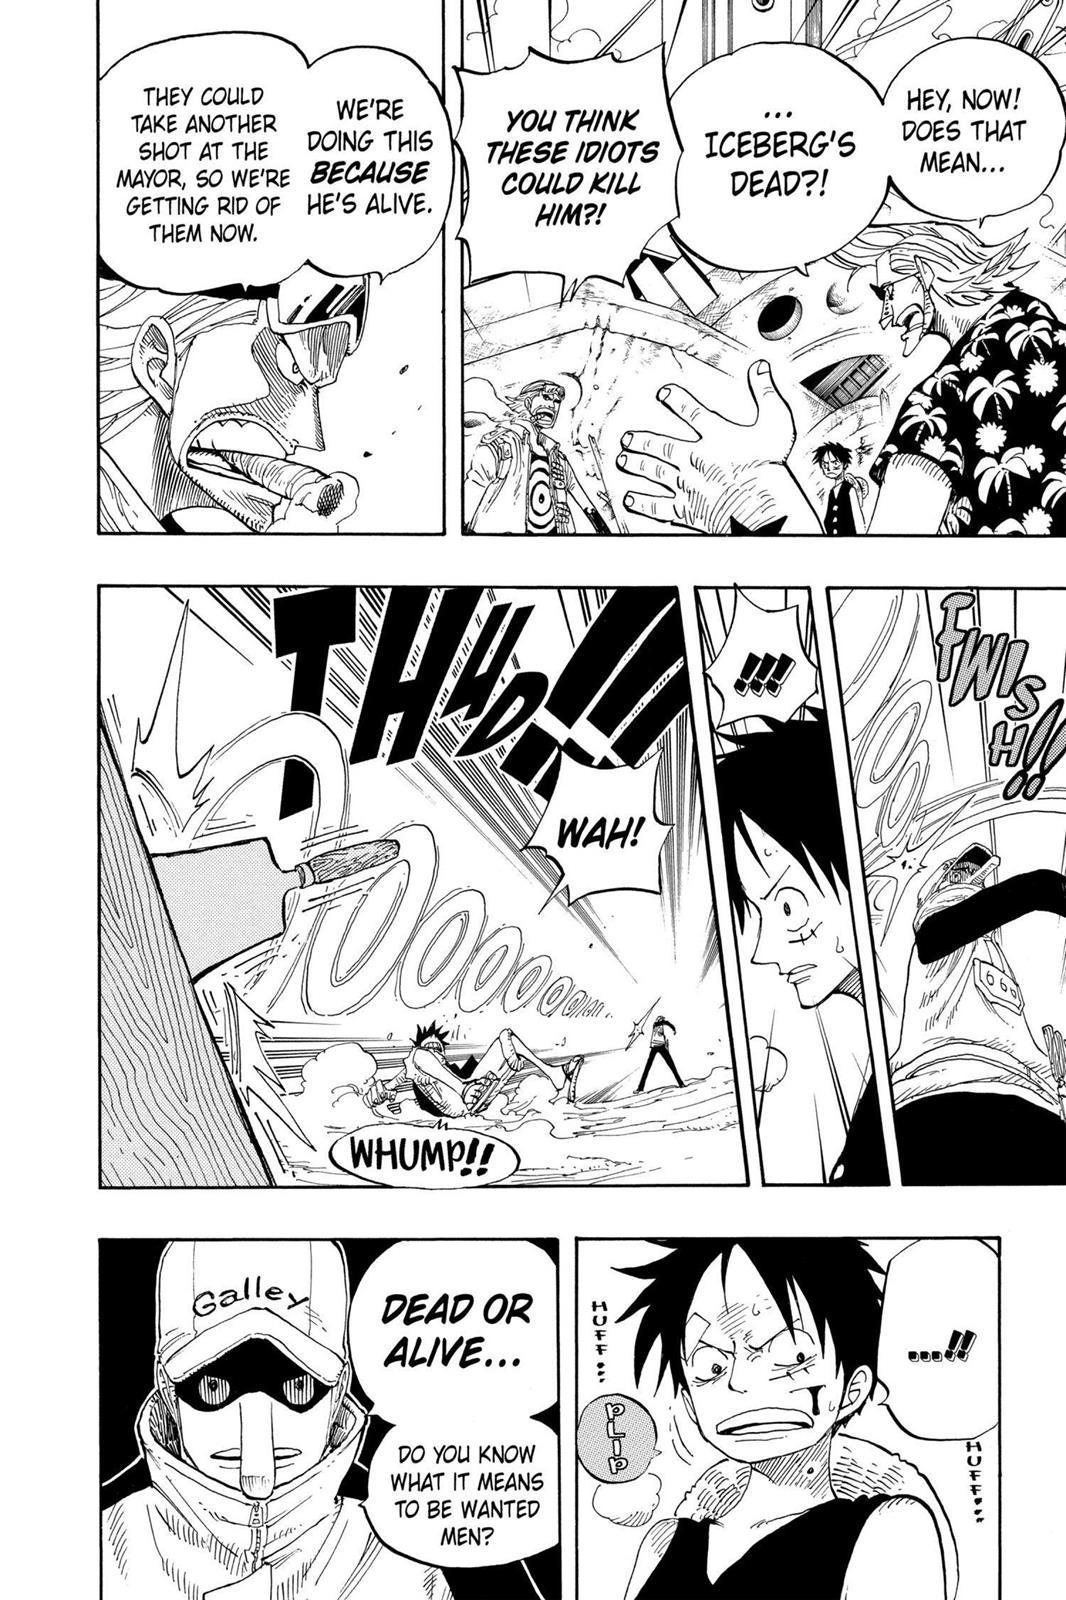 HEY, NOW!
DOES THAT
MEAN...
...
ICEBERG'S
DEAD?!
YOU THINK
THESE IDIOTS
COULD KILL
HIM?!
WE'RE
DOING THIS
BECAUSE
HE'S ALIVE.
THEY COULD
TAKE ANOTHER
SHOT AT THE
MAYOR, SO WE'RE
GETTING RID OF
THEM NOW.
FWISH!!
!!!
THUD!!!
WAH!
WHUMP!!
....!!
HUFF...
PLIP
HUFF...
DEAD OR
ALIVE...
DO YOU KNOW
WHAT IT MEANS
TO BE WANTED
MEN?
Galley